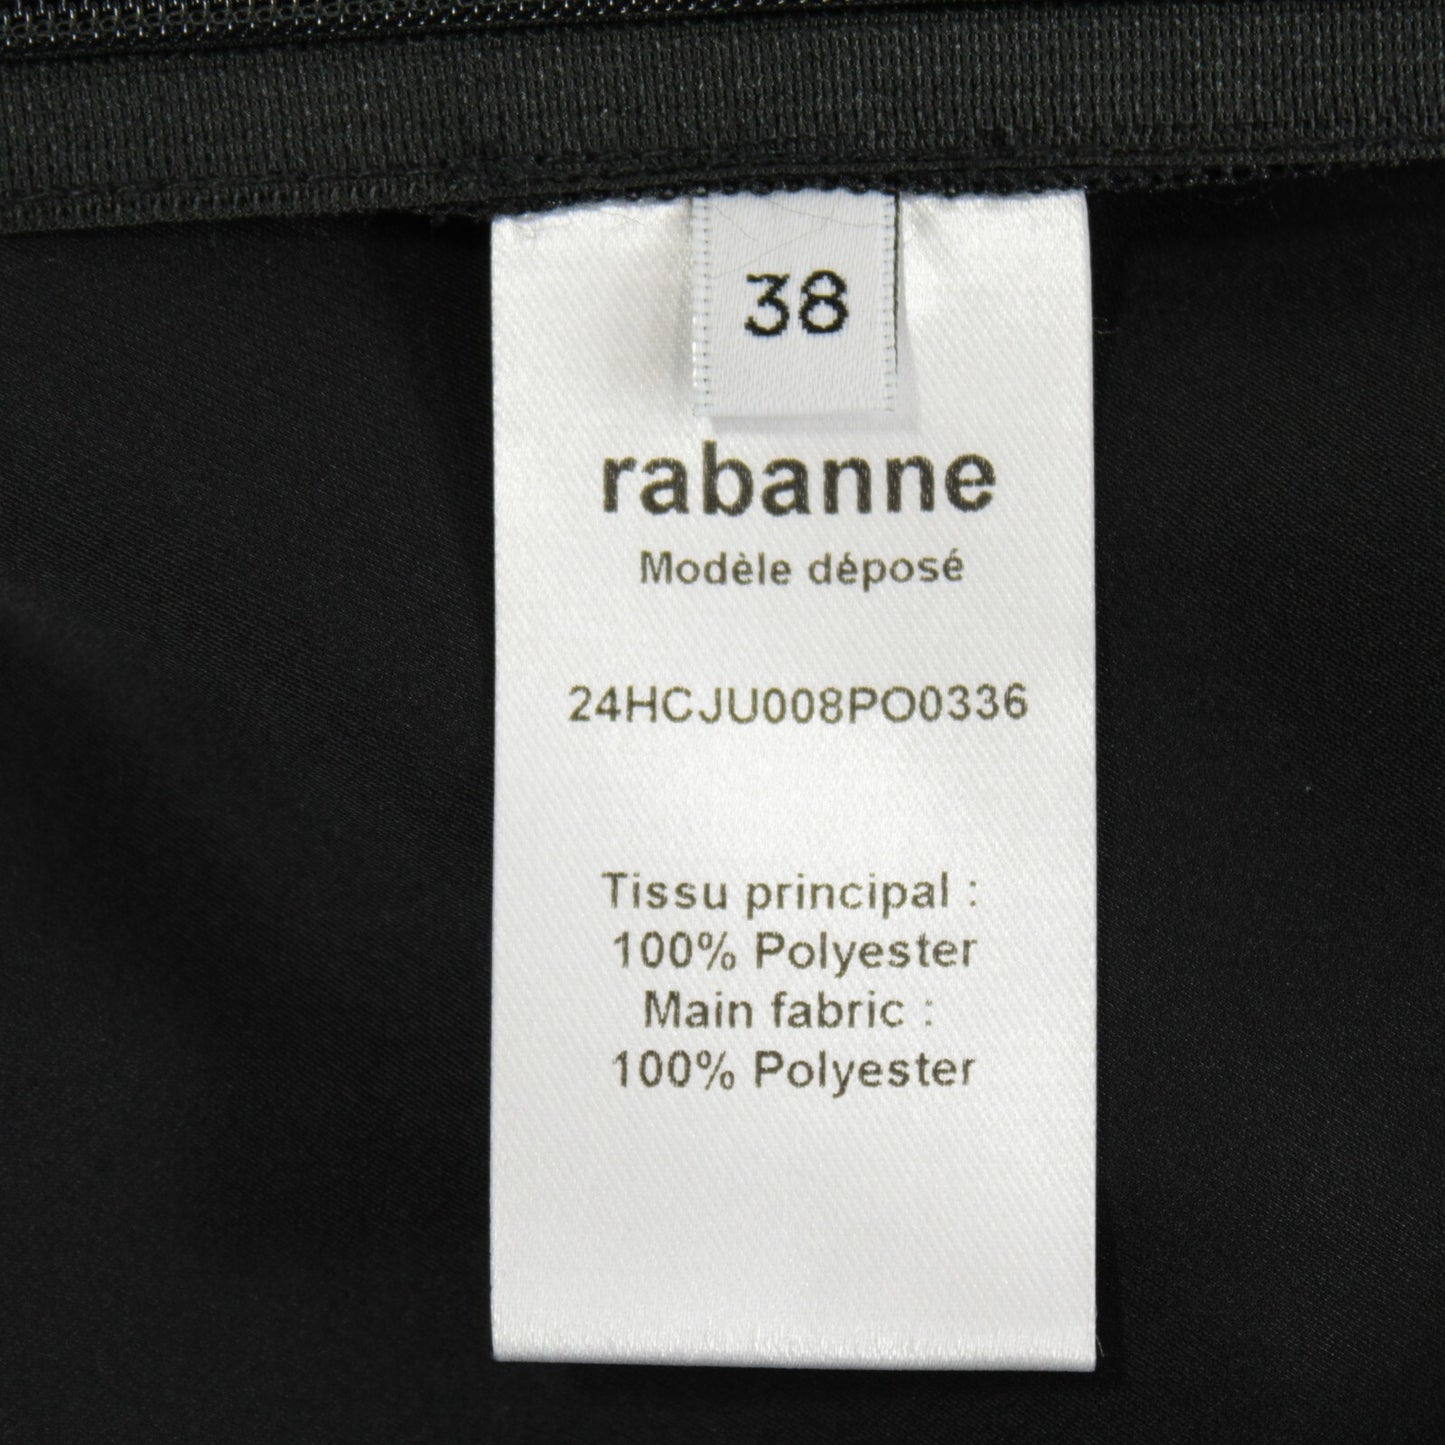 38
rabanne
Modèle déposé
24HCJU008PO0336
Tissu principal :
100% Polyester
Main fabric :
100% Polyester